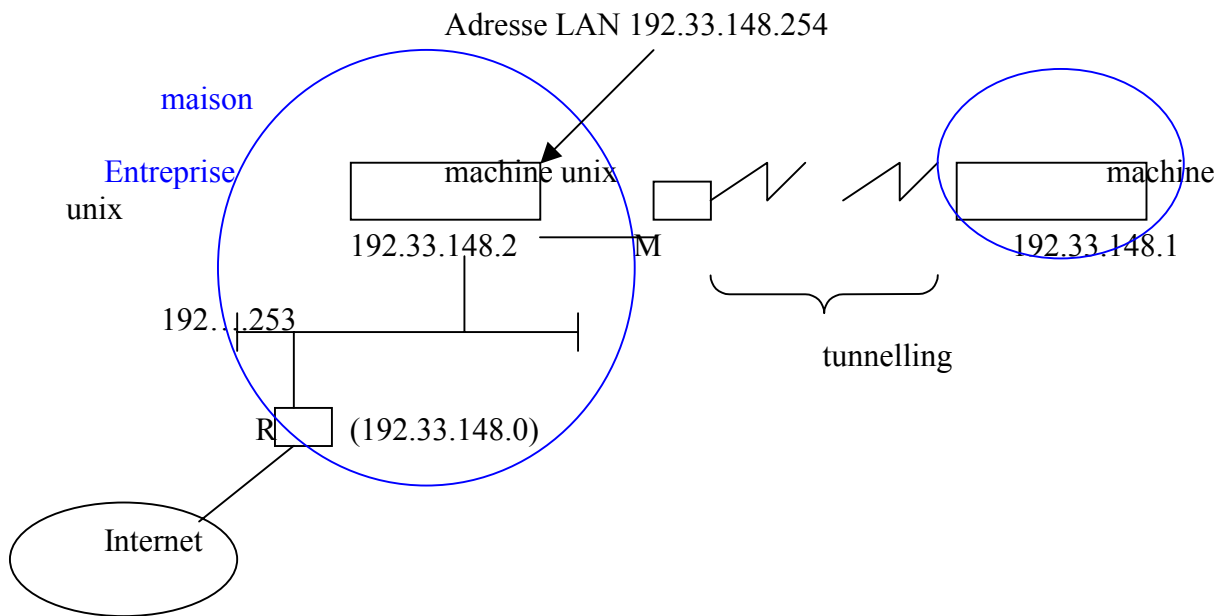 Adresse LAN 192.33.148.254
maison
Entreprise
machine unix
machine
unix
192.33.148.2
M
192.33.148.1
192….253
tunnelling
R
(192.33.148.0)
Internet